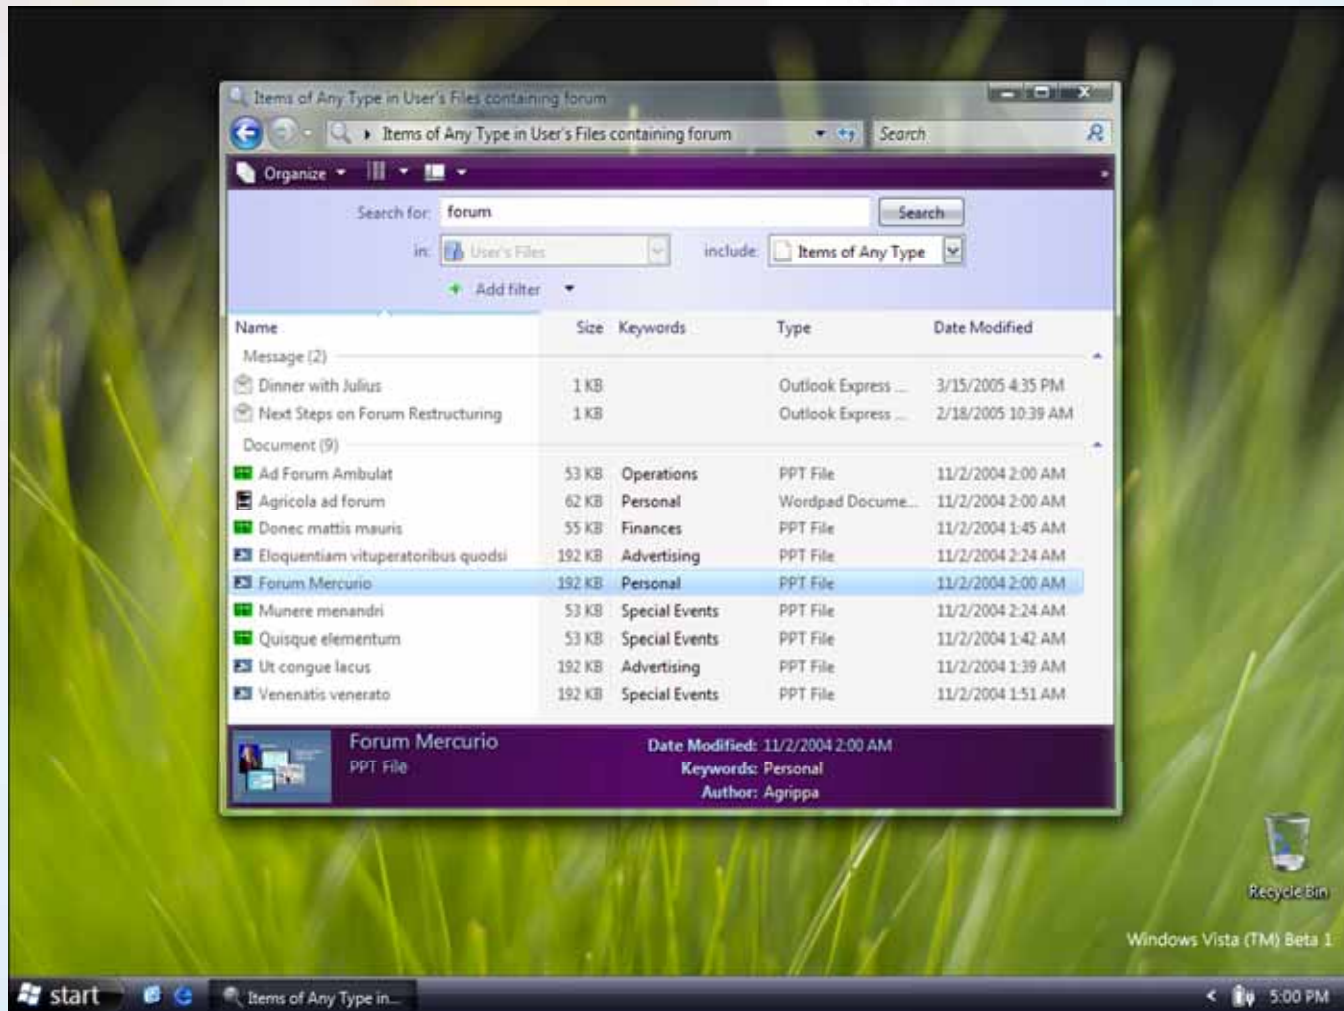 Items of Any Type in User's Files containing forum
Items of Any Type in User's Files containing forum Search
Organize
Search for: forum Search
in: User's Files include: Items of Any Type
Add filter
Name Size Keywords Type Date Modified
Message (2)
Dinner with Julius 1 KB Outlook Express ... 3/15/2005 4:35 PM
Next Steps on Forum Restructuring 1 KB Outlook Express ... 2/18/2005 10:39 AM
Document (9)
Ad Forum Ambulat 53 KB Operations PPT File 11/2/2004 2:00 AM
Agricola ad forum 62 KB Personal Wordpad Docume... 11/2/2004 2:00 AM
Donec mattis mauris 55 KB Finances PPT File 11/2/2004 1:45 AM
Eloquentiam vituperatoribus quodsi 192 KB Advertising PPT File 11/2/2004 2:24 AM
Forum Mercurio 192 KB Personal PPT File 11/2/2004 2:00 AM
Munere menandri 53 KB Special Events PPT File 11/2/2004 2:24 AM
Quisque elementum 53 KB Special Events PPT File 11/2/2004 1:42 AM
Ut congue lacus 192 KB Advertising PPT File 11/2/2004 1:39 AM
Venenatis venerato 192 KB Special Events PPT File 11/2/2004 1:51 AM
Forum Mercurio Date Modified: 11/2/2004 2:00 AM
PPT File Keywords: Personal
Author: Agrippa
Recycle Bin
Windows Vista (TM) Beta 1
start Items of Any Type in... 5:00 PM